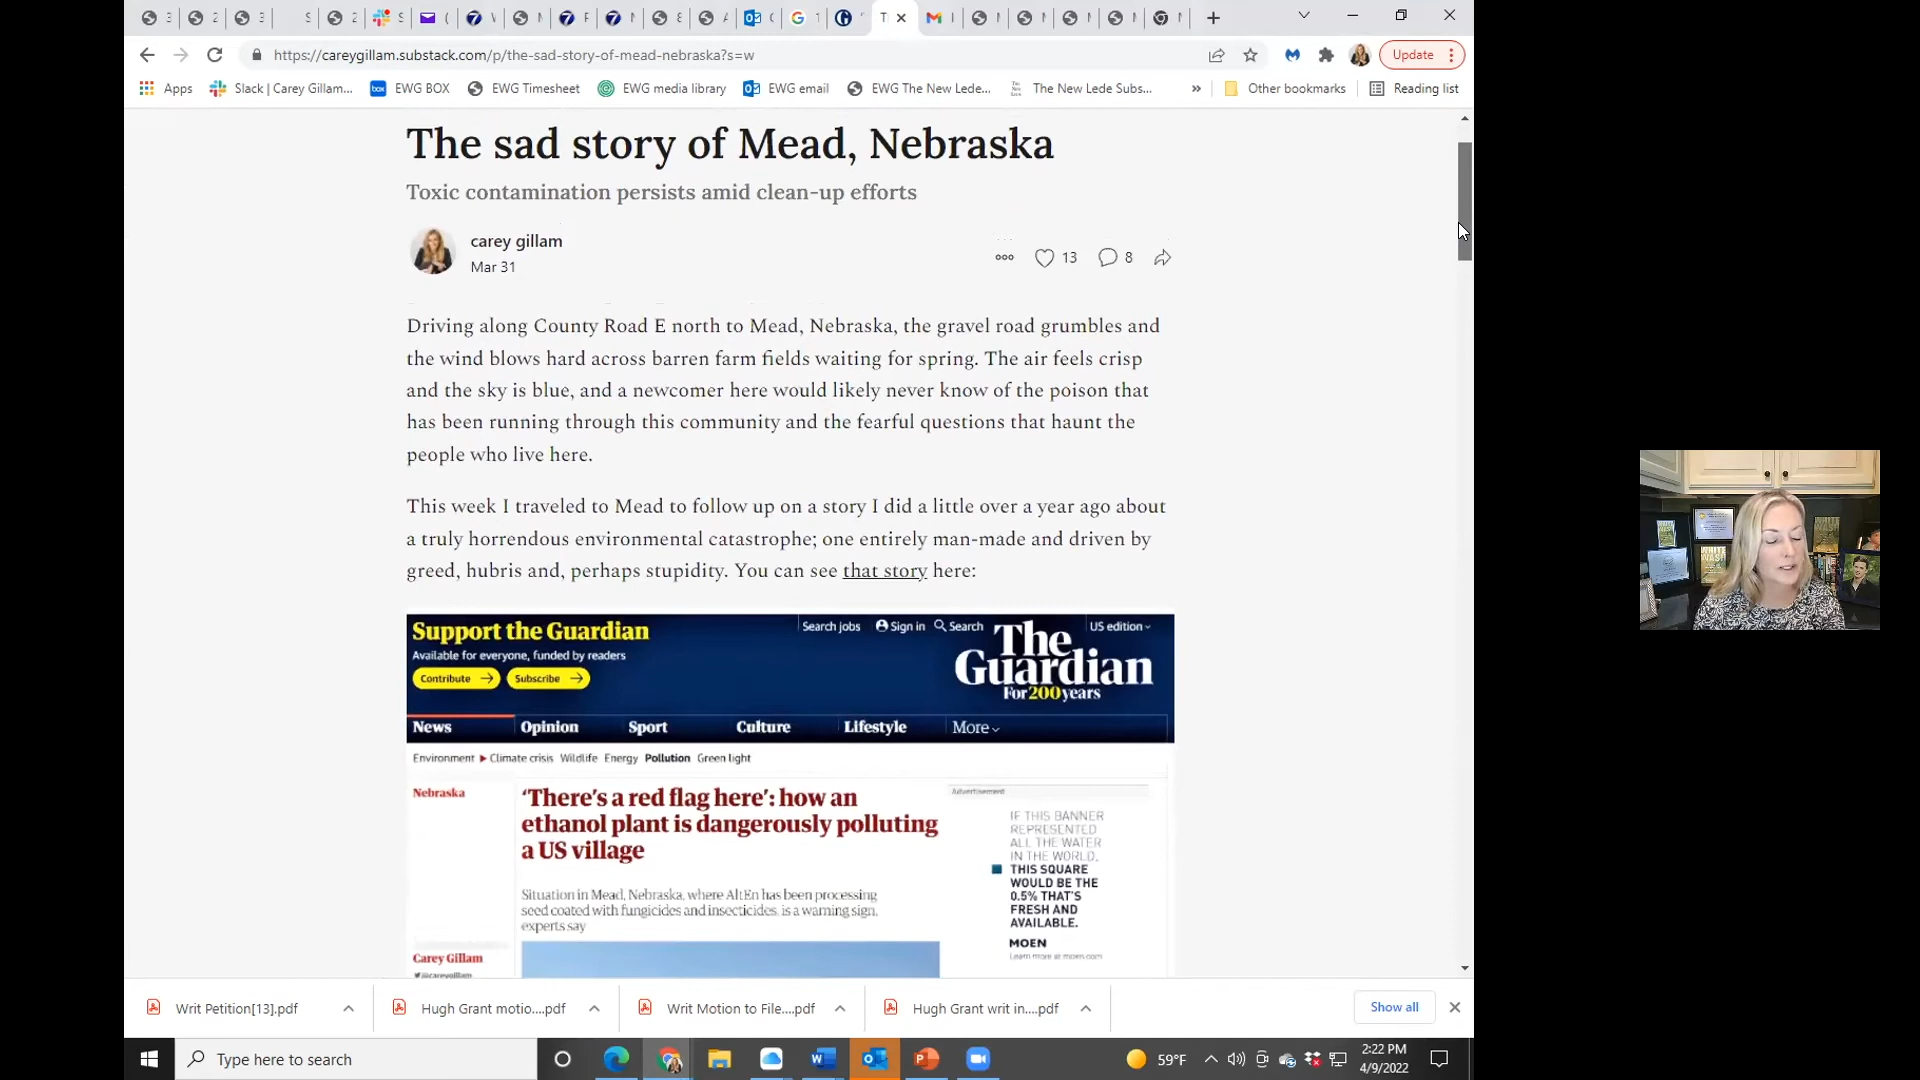 https://careygillam.substack.com/p/the-sad-story-of-mead-nebraska?s=w
Update
Apps
Slack | Carey Gillam...
EWG BOX
EWG Timesheet
EWG media library
EWG email
EWG The New Lede...
The New Lede Subs...
»
Other bookmarks
Reading list
The sad story of Mead, Nebraska
Toxic contamination persists amid clean-up efforts
carey gillam
Mar 31
13
8
Driving along County Road E north to Mead, Nebraska, the gravel road grumbles and
the wind blows hard across barren farm fields waiting for spring. The air feels crisp
and the sky is blue, and a newcomer here would likely never know of the poison that
has been running through this community and the fearful questions that haunt the
people who live here.
This week I traveled to Mead to follow up on a story I did a little over a year ago about
a truly horrendous environmental catastrophe; one entirely man-made and driven by
greed, hubris and, perhaps stupidity. You can see that story here:
Support the Guardian
Available for everyone, funded by readers
Contribute →
Subscribe →
Search jobs
Sign in
Search
US edition
The
Guardian
For 200 years
News
Opinion
Sport
Culture
Lifestyle
More
Environment ▶ Climate crisis Wildlife Energy Pollution Green light
Nebraska
‘There’s a red flag here’: how an
ethanol plant is dangerously polluting
a US village
Situation in Mead, Nebraska, where AltEn has been processing
seed coated with fungicides and insecticides, is a warning sign,
experts say
Carey Gillam
@careygillam
Advertisement
IF THIS BANNER
REPRESENTED
ALL THE WATER
IN THE WORLD,
THIS SQUARE
WOULD BE THE
0.5% THAT'S
FRESH AND
AVAILABLE.
MOEN
Learn more at moen.com
Writ Petition[13].pdf
Hugh Grant motio....pdf
Writ Motion to File....pdf
Hugh Grant writ in....pdf
Show all
Type here to search
59°F
2:22 PM
4/9/2022